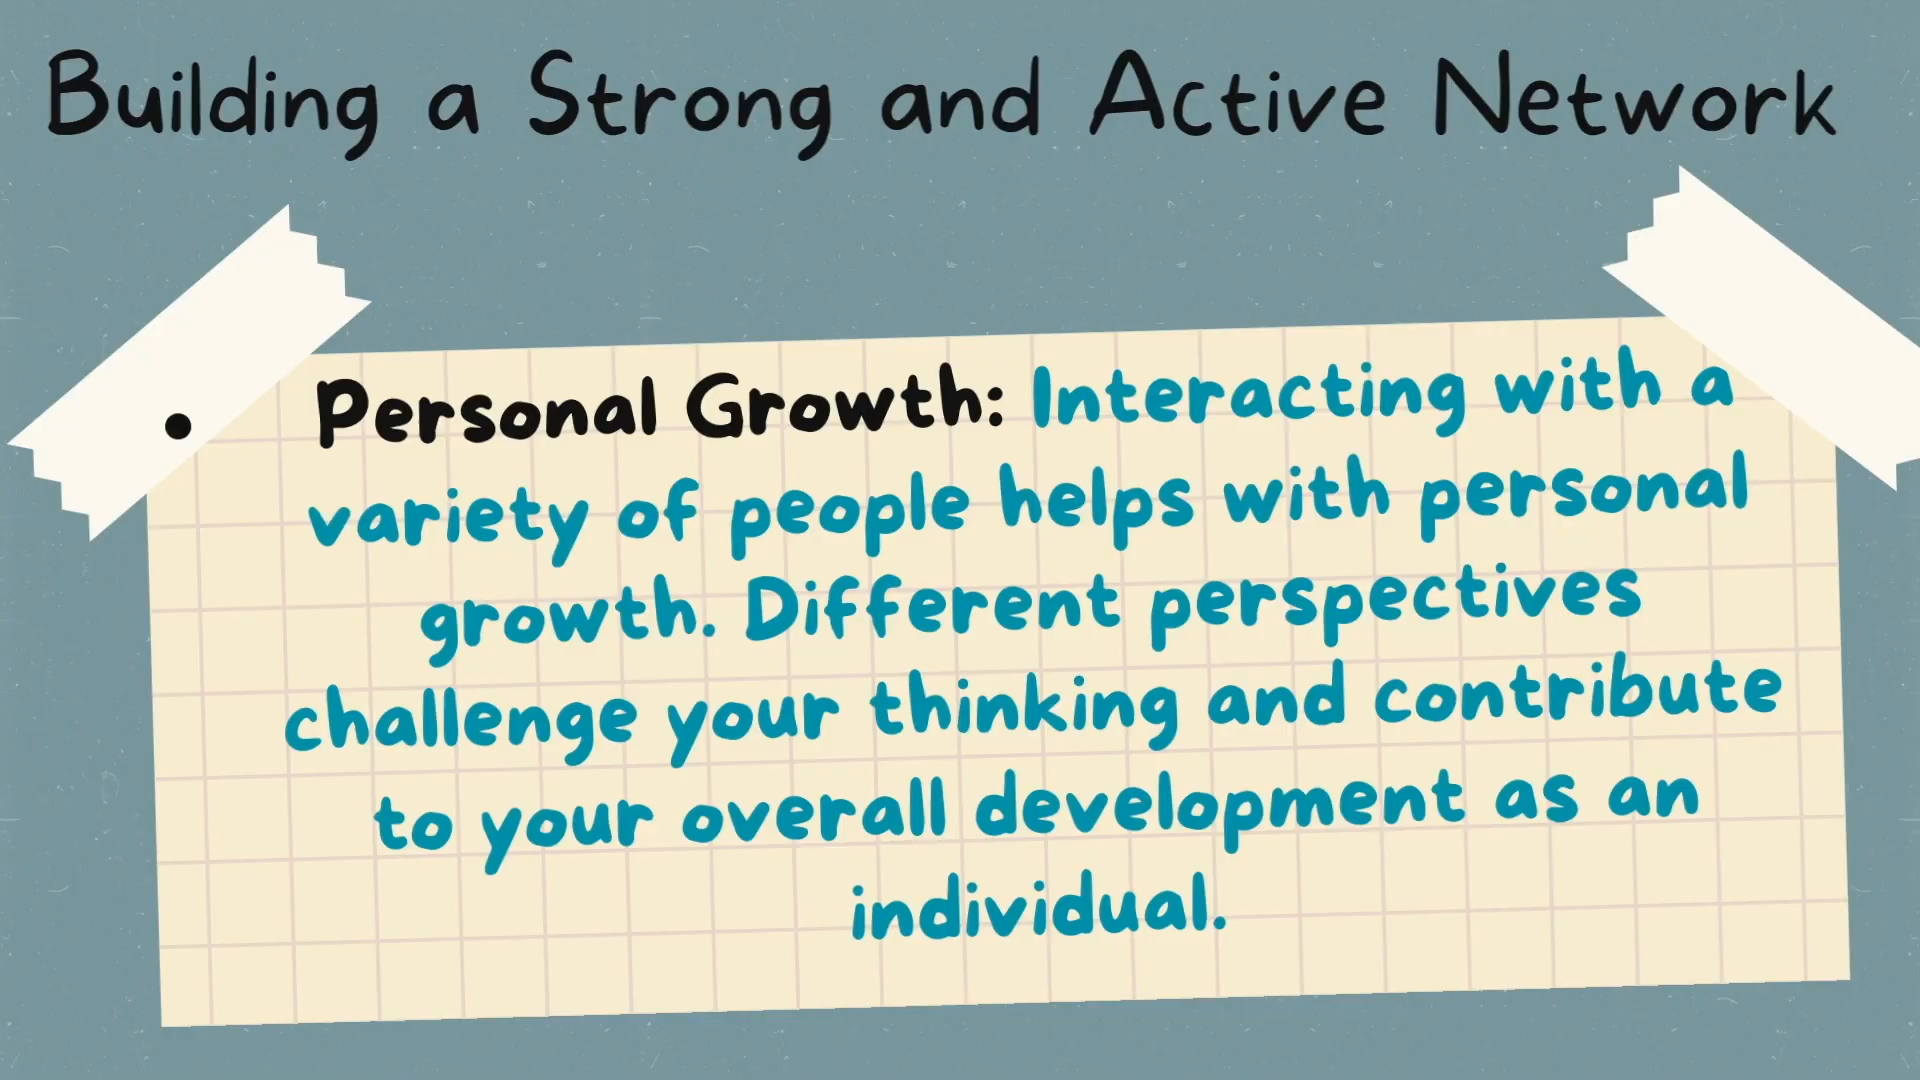 Building a Strong and Active Network
• Personal Growth: Interacting with a
variety of people helps with personal
growth. Different perspectives
challenge your thinking and contribute
to your overall development as an
individual.